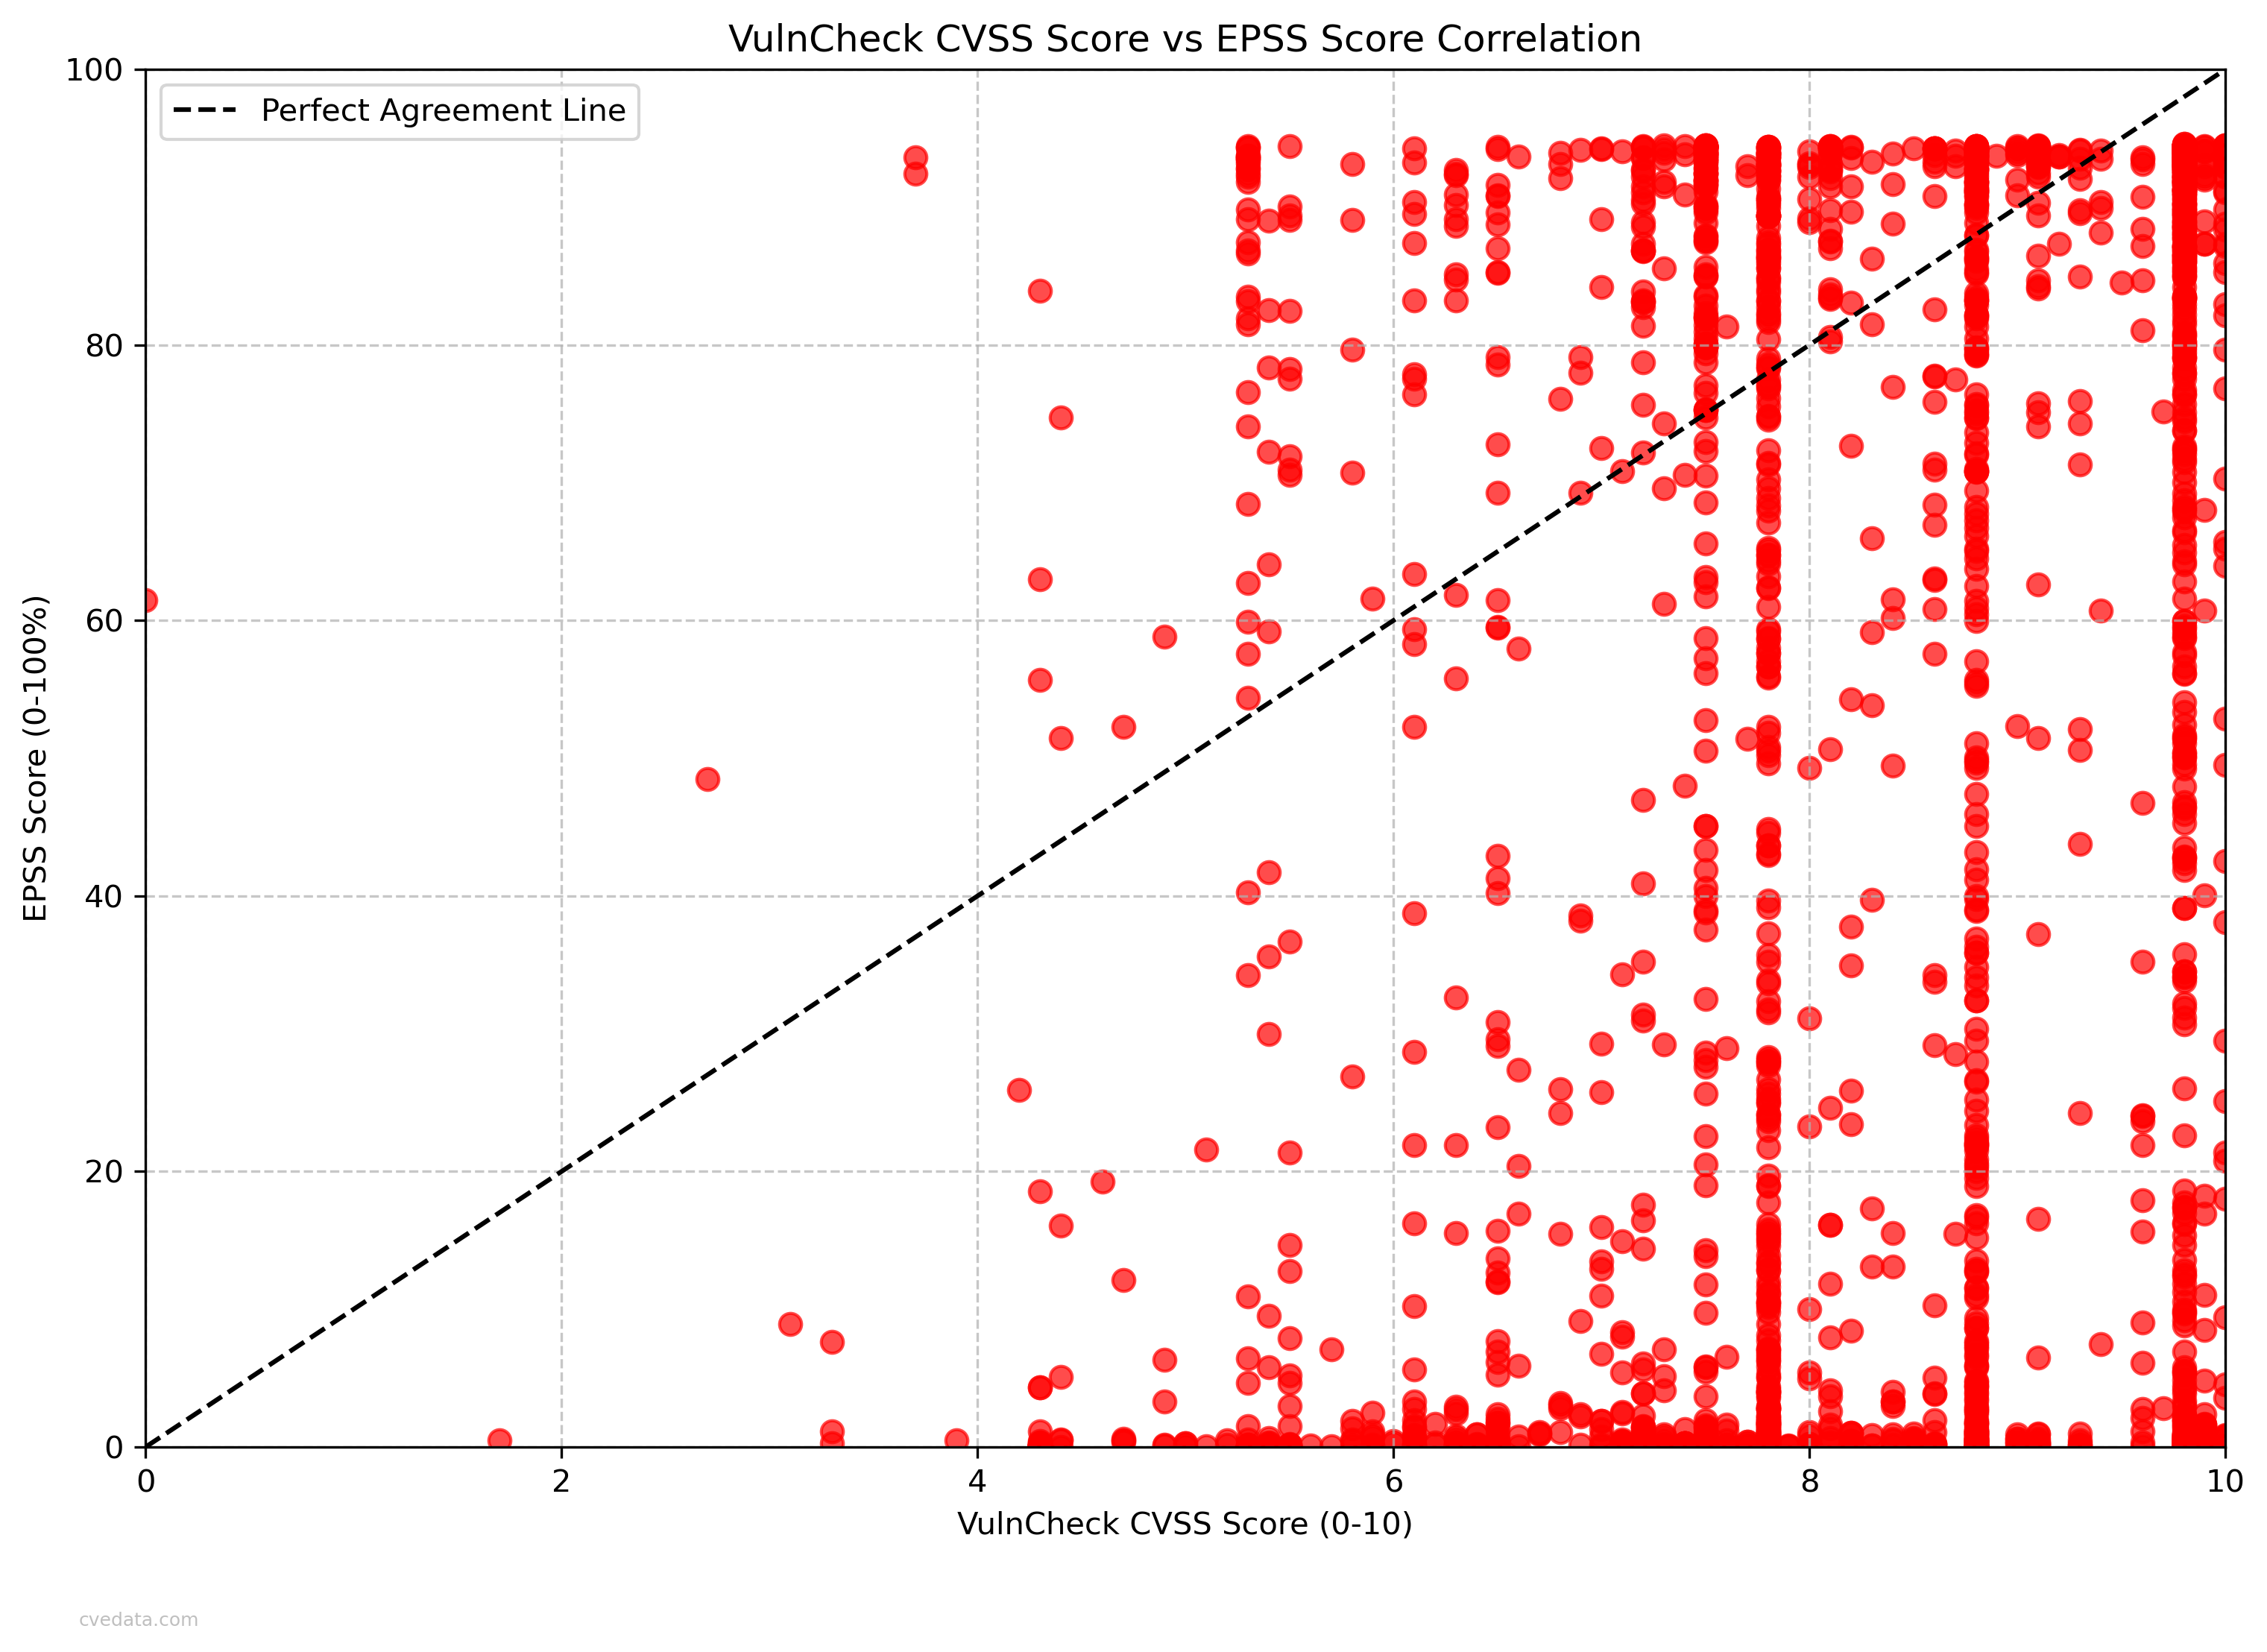 VulnCheck CVSS Score vs EPSS Score Correlation
Perfect Agreement Line
EPSS Score (0-100%)
100
80
60
40
20
0
0 2 4 6 8 10
VulnCheck CVSS Score (0-10)
cvedata.com